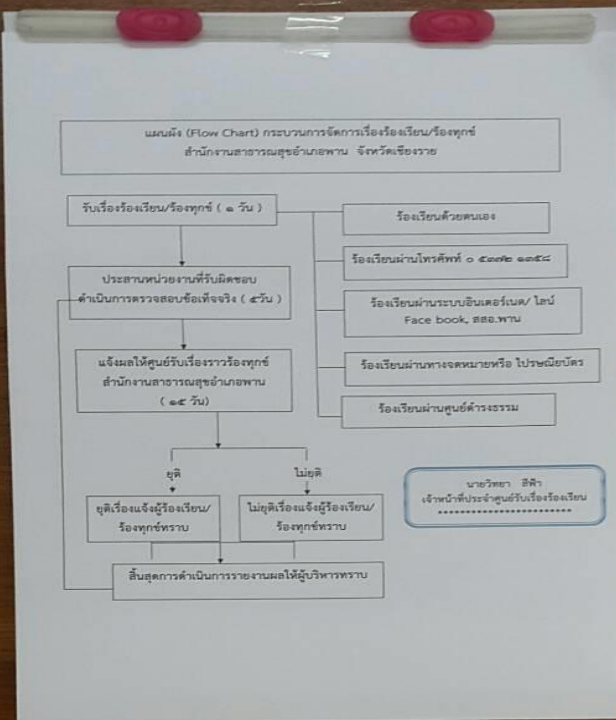 แผนผัง (Flow Chart) กระบวนการจัดการเรื่องร้องเรียน/ร้องทุกข์
สำนักงานสาธารณสุขอำเภอพาน จังหวัดเชียงราย
รับเรื่องร้องเรียน/ร้องทุกข์ ( ๑ วัน )
ร้องเรียนด้วยตนเอง
ร้องเรียนผ่านโทรศัพท์ ๐ ๕๓๗๒ ๑๓๕๘
ร้องเรียนผ่านระบบอินเตอร์เนต/ ไลน์
Face book, สสอ.พาน
ร้องเรียนผ่านทางจดหมายหรือ ไปรษณียบัตร
ร้องเรียนผ่านศูนย์ดำรงธรรม
ประสานหน่วยงานที่รับผิดชอบ
ดำเนินการตรวจสอบข้อเท็จจริง ( ๕วัน )
แจ้งผลให้ศูนย์รับเรื่องราวร้องทุกข์
สำนักงานสาธารณสุขอำเภอพาน
( ๑๕ วัน)
ยุติ
ไม่ยุติ
ยุติเรื่องแจ้งผู้ร้องเรียน/
ร้องทุกข์ทราบ
ไม่ยุติเรื่องแจ้งผู้ร้องเรียน/
ร้องทุกข์ทราบ
นายวิทยา สีฟ้า
เจ้าหน้าที่ประจำศูนย์รับเรื่องร้องเรียน
************************
สิ้นสุดการดำเนินการรายงานผลให้ผู้บริหารทราบ